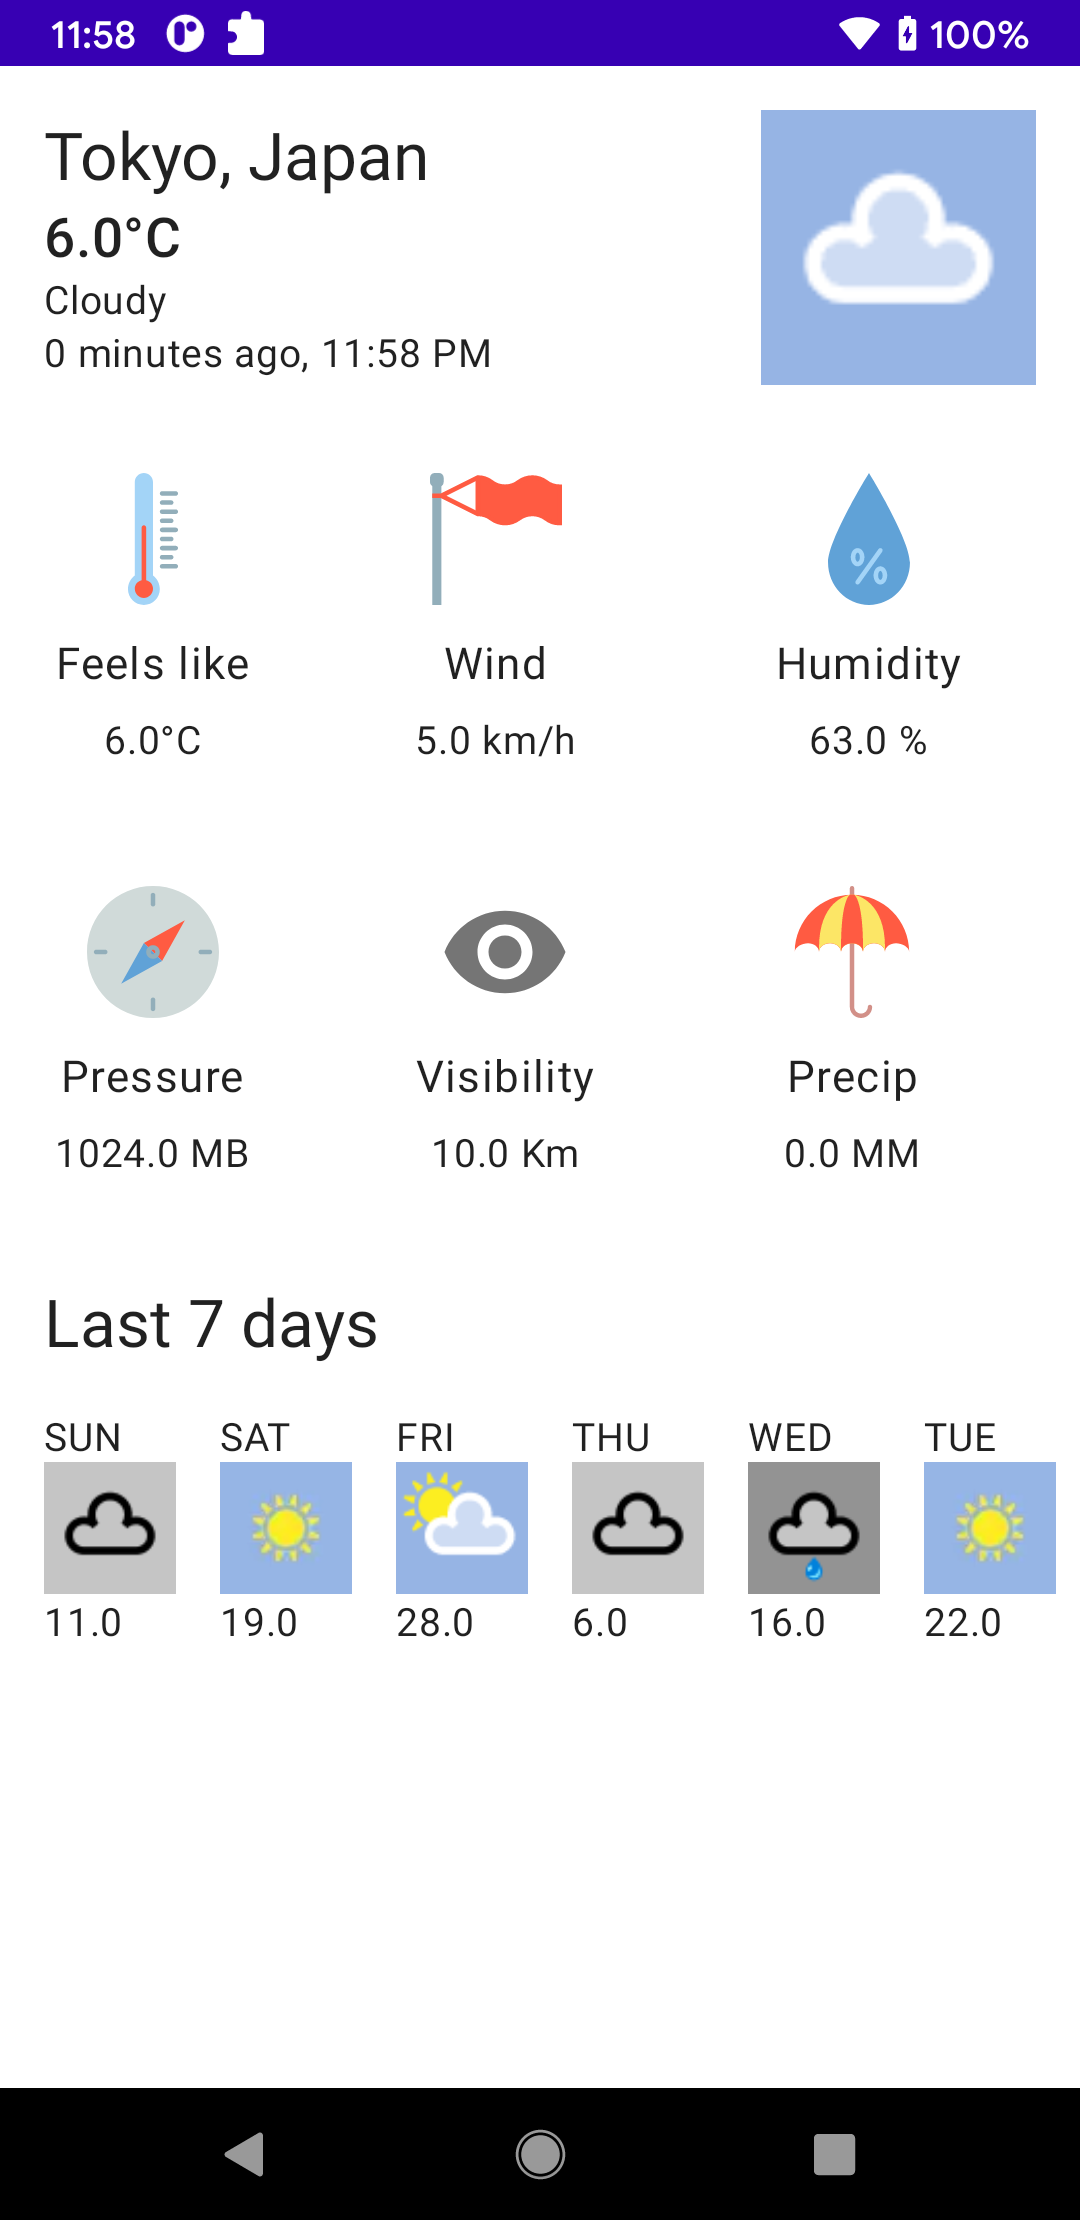 11:58 100%
Tokyo, Japan
6.0°C
Cloudy
0 minutes ago, 11:58 PM
Feels like Wind Humidity
6.0°C 5.0 km/h 63.0 %
Pressure Visibility Precip
1024.0 MB 10.0 Km 0.0 MM
Last 7 days
SUN SAT FRI THU WED TUE
11.0 19.0 28.0 6.0 16.0 22.0